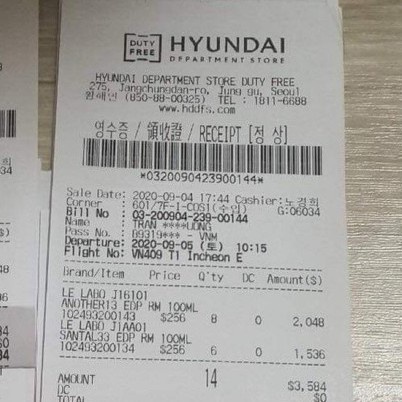 DUTY FREE HYUNDAI
DEPARTMENT STORE
HYUNDAI DEPARTMENT STORE DUTY FREE
275, Jangchungdan-ro, Jung gu, Seoul
(850-88-00325) TEL : 1811-6688
www.hddfs.com
영수증 / 領收證 / RECEIPT [정 상]
*0320090423900144*
Sale Date: 2020-09-04 17:44 Cashier:노경희
Corner : 601/7F-1-COS1(수입) G:06034
Bill No : 03-200904-239-00144
Name : TRAN ****UONG
Pass No. : B9319*** - VNM
Departure: 2020-09-05 (토) 10:15
Flight No: VN409 T1 Incheon E
Brand/Item Price Q'ty DC Amount($)
LE LABO J16101
ANOTHER13 EDP RM 100ML
102493200143 $256 8 0 2,048
LE LABO J1AA01
SANTAL33 EDP RM 100ML
102493200134 $256 6 0 1,536
AMOUNT 14 $3,584
DC $0
TOTAL